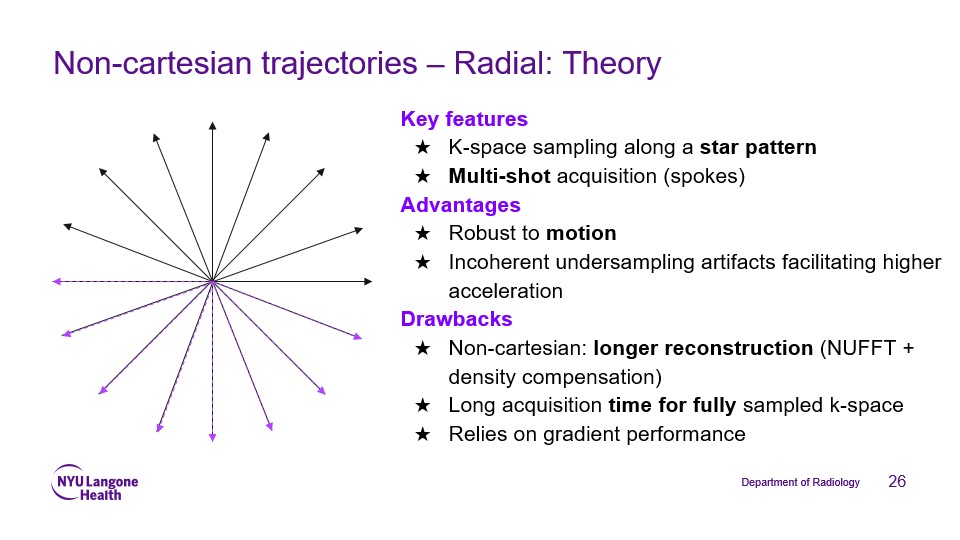 Non-cartesian trajectories – Radial: Theory
Key features
★ K-space sampling along a star pattern
★ Multi-shot acquisition (spokes)
Advantages
★ Robust to motion
★ Incoherent undersampling artifacts facilitating higher
acceleration
Drawbacks
★ Non-cartesian: longer reconstruction (NUFFT +
density compensation)
★ Long acquisition time for fully sampled k-space
★ Relies on gradient performance
NYU Langone
Health
Department of Radiology
26